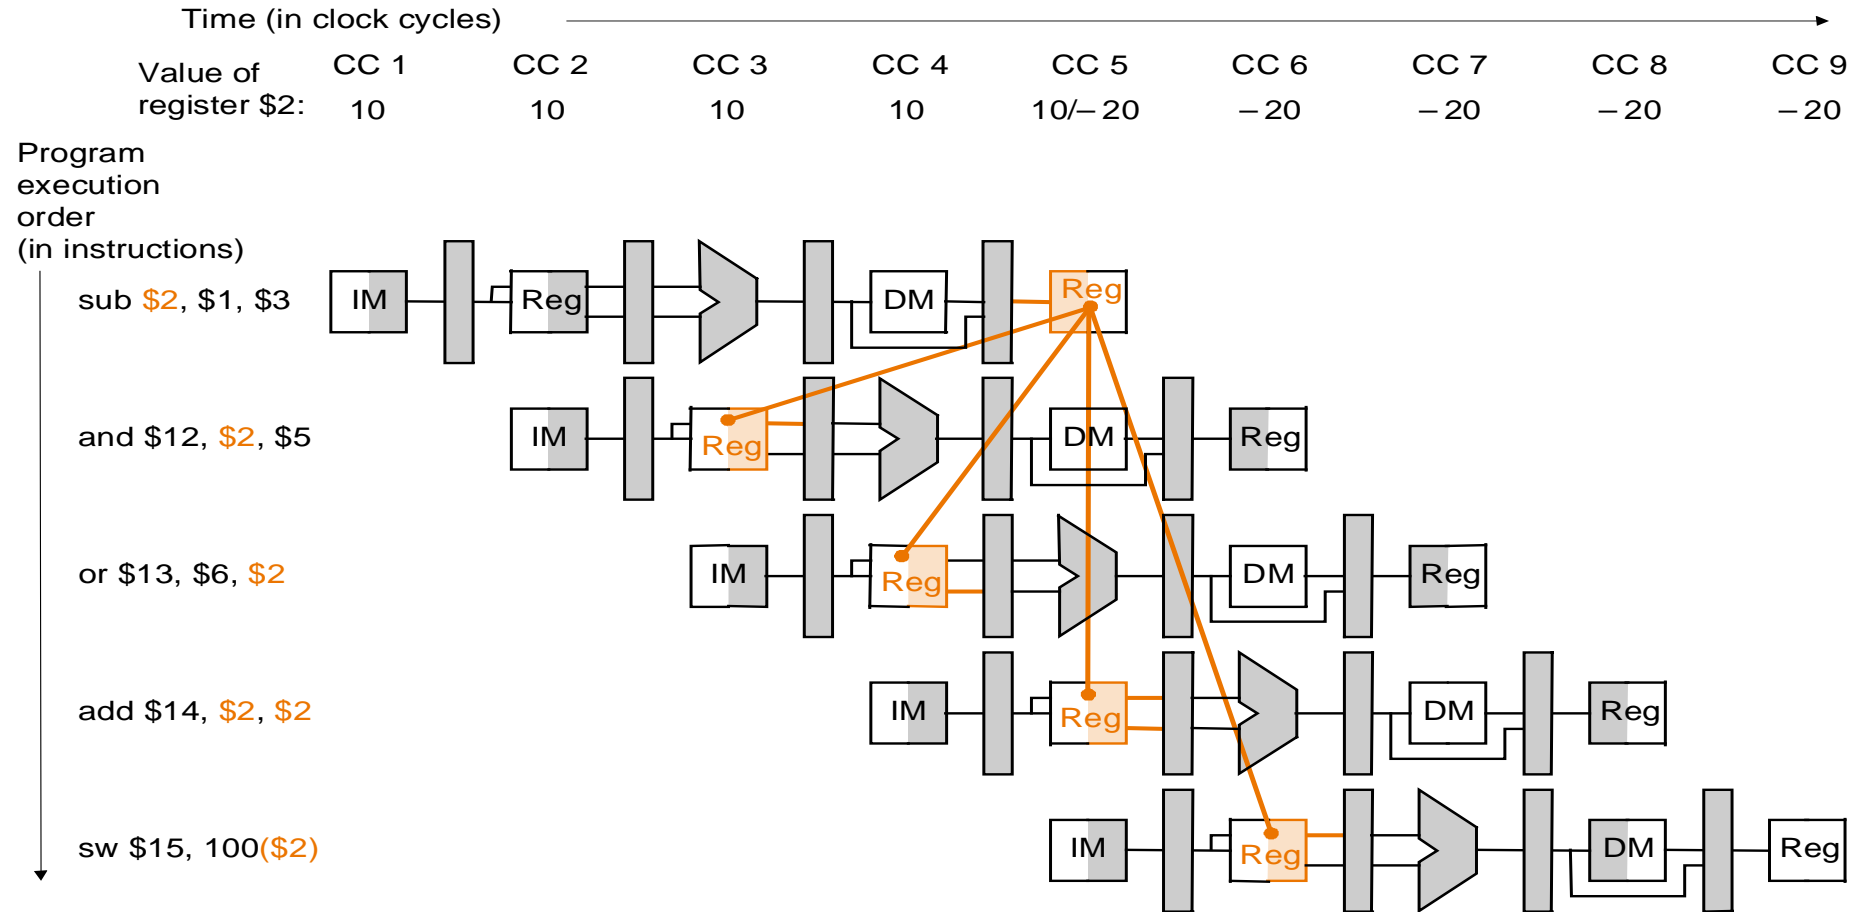 Time (in clock cycles)
Value of register $2:
CC 1 CC 2 CC 3 CC 4 CC 5 CC 6 CC 7 CC 8 CC 9
10 10 10 10 10/–20 –20 –20 –20 –20
Program
execution
order
(in instructions)
sub $2, $1, $3
IM Reg DM Reg
and $12, $2, $5
IM Reg DM Reg
or $13, $6, $2
IM Reg DM Reg
add $14, $2, $2
IM Reg DM Reg
sw $15, 100($2)
IM Reg DM Reg